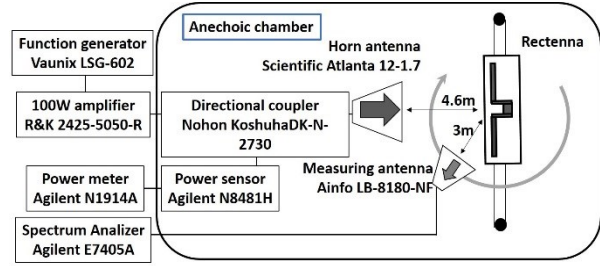 Anechoic chamber
Function generator
Vaunix LSG-602
Horn antenna
Scientific Atlanta 12-1.7
Rectenna
100W amplifier
R&K 2425-5050-R
Directional coupler
Nohon KoshuhaDK-N-
2730
4.6m
3m
Measuring antenna
Ainfo LB-8180-NF
Power meter
Agilent N1914A
Power sensor
Agilent N8481H
Spectrum Analizer
Agilent E7405A